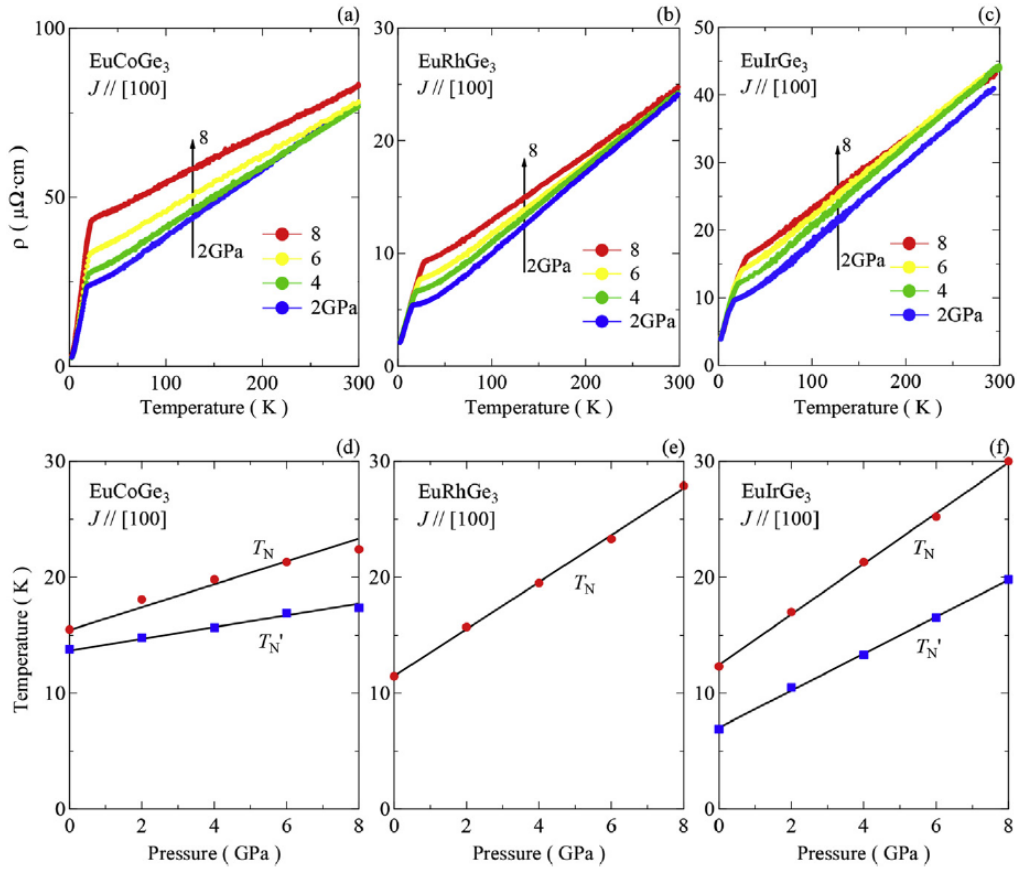 (a)
100
EuCoGe3
J // [100]
8
50
2GPa
8
6
4
2GPa
0
0 100 200 300
ρ ( μΩ·cm )
Temperature ( K )
(b)
30
EuRhGe3
J // [100]
20
8
10
2GPa
8
6
4
2GPa
0
0 100 200 300
Temperature ( K )
(c)
50
EuIrGe3
J // [100]
40
8
30
20
2GPa
8
6
4
2GPa
10
0
0 100 200 300
Temperature ( K )
(d)
30
EuCoGe3
J // [100]
TN
20
TN'
10
0
0 2 4 6 8
Temperature ( K )
Pressure ( GPa )
(e)
30
EuRhGe3
J // [100]
20
TN
10
0
0 2 4 6 8
Pressure ( GPa )
(f)
30
EuIrGe3
J // [100]
TN
20
TN'
10
0
0 2 4 6 8
Pressure ( GPa )